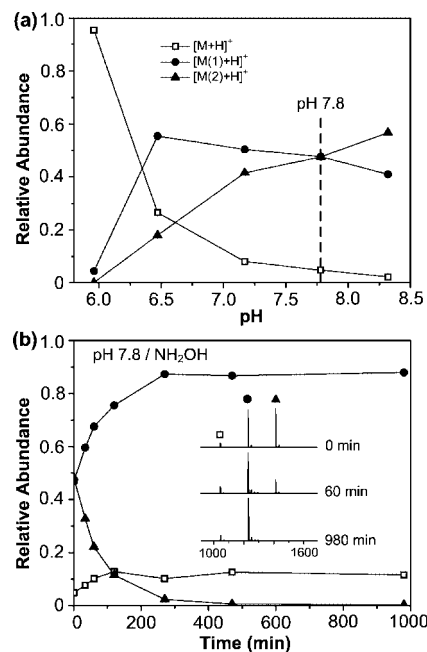 (a)
[M+H]⁺
[M(1)+H]⁺
[M(2)+H]⁺
pH 7.8
Relative Abundance
1.0
0.8
0.6
0.4
0.2
0
6.0 6.5 7.0 7.5 8.0 8.5
pH
(b)
pH 7.8 / NH₂OH
Relative Abundance
1.0
0.8
0.6
0.4
0.2
0
0 min
60 min
980 min
1000 1600
0 200 400 600 800 1000
Time (min)